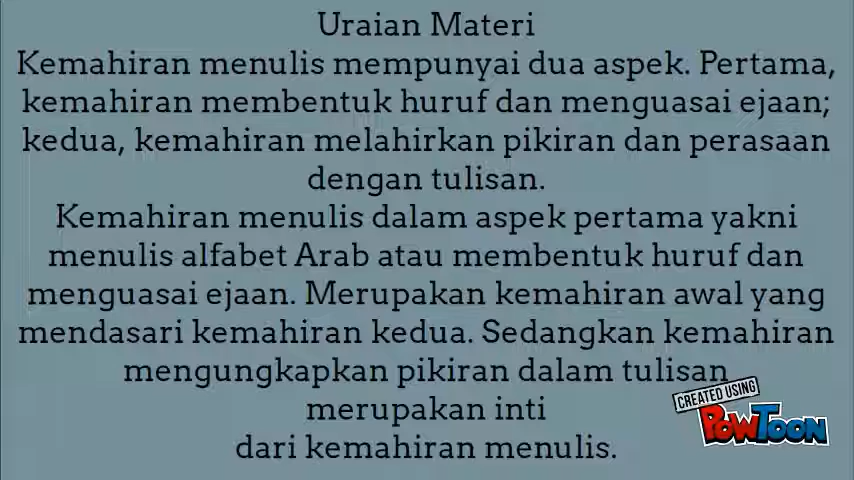 Uraian Materi
Kemahiran menulis mempunyai dua aspek. Pertama,
kemahiran membentuk huruf dan menguasai ejaan;
kedua, kemahiran melahirkan pikiran dan perasaan
dengan tulisan.
Kemahiran menulis dalam aspek pertama yakni
menulis alfabet Arab atau membentuk huruf dan
menguasai ejaan. Merupakan kemahiran awal yang
mendasari kemahiran kedua. Sedangkan kemahiran
mengungkapkan pikiran dalam tulisan
merupakan inti
dari kemahiran menulis.
CREATED USING
POWTOON